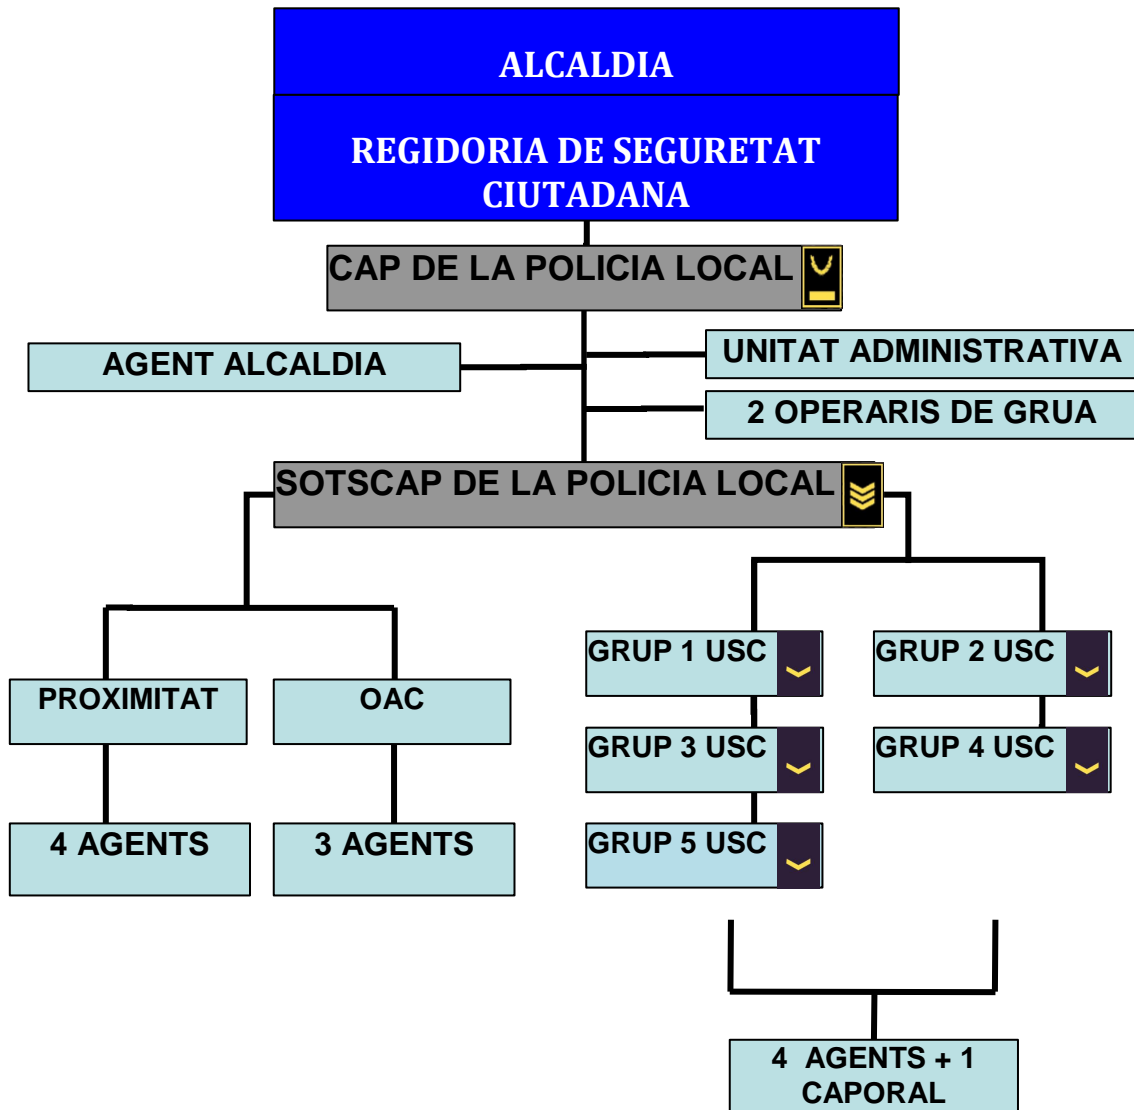 ALCALDIA
REGIDORIA DE SEGURETAT
CIUTADANA
CAP DE LA POLICIA LOCAL
AGENT ALCALDIA
UNITAT ADMINISTRATIVA
2 OPERARIS DE GRUA
SOTSCAP DE LA POLICIA LOCAL
PROXIMITAT
OAC
GRUP 1 USC
GRUP 2 USC
GRUP 3 USC
GRUP 4 USC
4 AGENTS
3 AGENTS
GRUP 5 USC
4 AGENTS + 1
CAPORAL